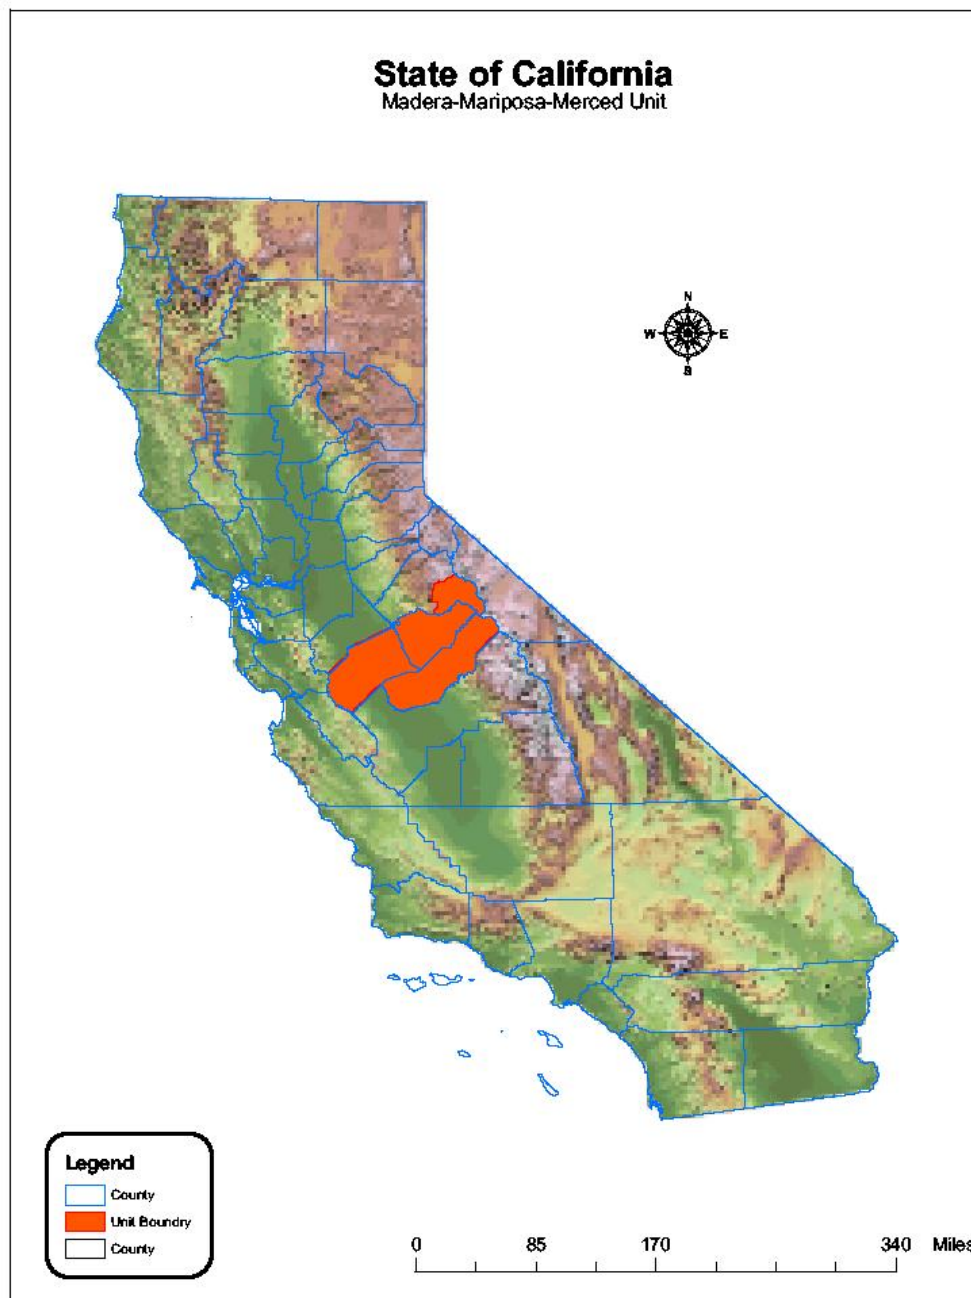 State of California
Madera-Mariposa-Merced Unit
N
W E
S
Legend
County
Unit Boundry
County
0 85 170 340 Miles